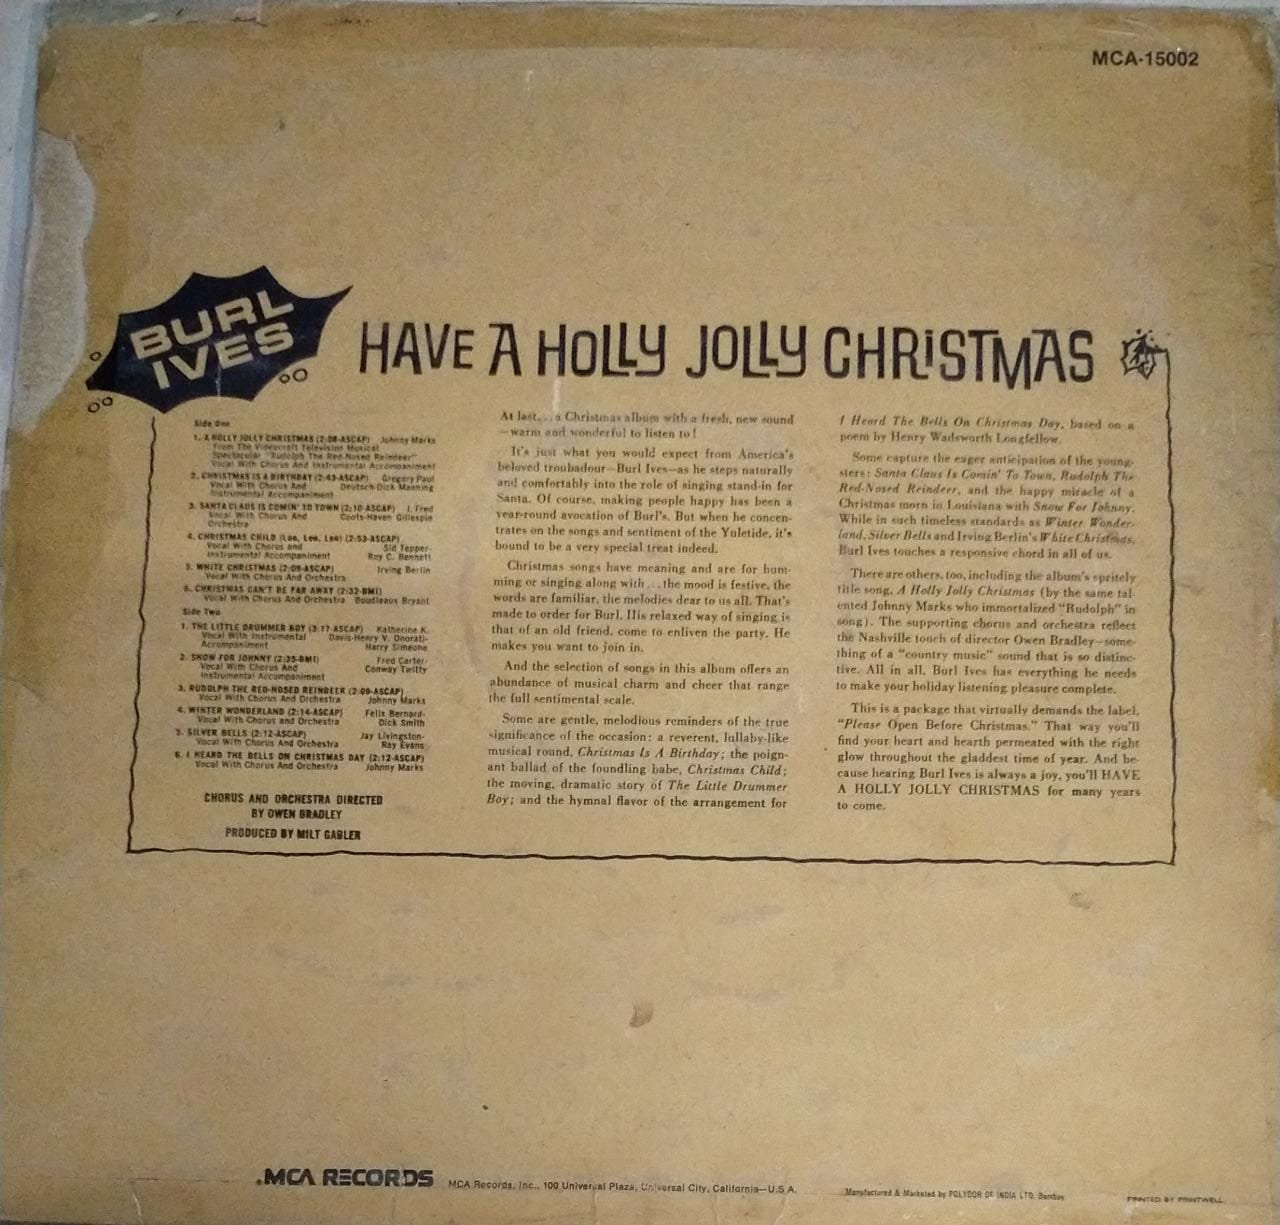 MCA-15002
BURL
IVES
HAVE A HOLLY JOLLY CHRISTMAS
Side One
1. A HOLLY JOLLY CHRISTMAS (2:08-ASCAP) Johnny Marks
From The Videocraft Television Musical
Spectacular "Rudolph The Red-Nosed Reindeer"
Vocal With Chorus And Instrumental Accompaniment
2. CHRISTMAS IS A BIRTHDAY (2:43-ASCAP) Gregory Paul
Vocal With Chorus And Deutsch-Dick Manning
Instrumental Accompaniment
3. SANTA CLAUS IS COMIN' TO TOWN (2:10-ASCAP) J. Fred
Vocal With Chorus And Coots-Haven Gillespie
Orchestra
4. CHRISTMAS CHILD (Loo, Loo, Loo) (2:53-ASCAP)
Vocal With Chorus and Sid Tepper-
Instrumental Accompaniment Roy C. Bennett
5. WHITE CHRISTMAS (2:09-ASCAP) Irving Berlin
Vocal With Chorus And Orchestra
6. CHRISTMAS CAN'T BE FAR AWAY (2:32-BMI)
Vocal With Chorus And Orchestra Boudleaux Bryant
Side Two
1. THE LITTLE DRUMMER BOY (3:17-ASCAP) Katherine K.
Vocal With Instrumental Davis-Henry V. Onorati-
Accompaniment Harry Simeone
2. SNOW FOR JOHNNY (2:35-BMI) Fred Carter-
Vocal With Chorus And Conway Twitty
Instrumental Accompaniment
3. RUDOLPH THE RED-NOSED REINDEER (2:09-ASCAP)
Vocal With Chorus And Orchestra Johnny Marks
4. WINTER WONDERLAND (2:14-ASCAP) Felix Bernard-
Vocal With Chorus and Orchestra Dick Smith
5. SILVER BELLS (2:12-ASCAP) Jay Livingston-
Vocal With Chorus And Orchestra Ray Evans
6. I HEARD THE BELLS ON CHRISTMAS DAY (2:12-ASCAP)
Vocal With Chorus And Orchestra Johnny Marks
CHORUS AND ORCHESTRA DIRECTED
BY OWEN BRADLEY
PRODUCED BY MILT GABLER
At last...a Christmas album with a fresh, new sound
—warm and wonderful to listen to!
It's just what you would expect from America's
beloved troubadour—Burl Ives—as he steps naturally
and comfortably into the role of singing stand-in for
Santa. Of course, making people happy has been a
year-round avocation of Burl's. But when he concen-
trates on the songs and sentiment of the Yuletide, it's
bound to be a very special treat indeed.
Christmas songs have meaning and are for hum-
ming or singing along with...the mood is festive, the
words are familiar, the melodies dear to us all. That's
made to order for Burl. His relaxed way of singing is
that of an old friend, come to enliven the party. He
makes you want to join in.
And the selection of songs in this album offers an
abundance of musical charm and cheer that range
the full sentimental scale.
Some are gentle, melodious reminders of the true
significance of the occasion: a reverent, lullaby-like
musical round, Christmas Is A Birthday; the poign-
ant ballad of the foundling babe, Christmas Child;
the moving, dramatic story of The Little Drummer
Boy; and the hymnal flavor of the arrangement for
I Heard The Bells On Christmas Day, based on a
poem by Henry Wadsworth Longfellow.
Some capture the eager anticipation of the young-
sters: Santa Claus Is Comin' To Town, Rudolph The
Red-Nosed Reindeer, and the happy miracle of a
Christmas morn in Louisiana with Snow For Johnny.
While in such timeless standards as Winter Wonder-
land, Silver Bells and Irving Berlin's White Christmas,
Burl Ives touches a responsive chord in all of us.
There are others, too, including the album's spritely
title song, A Holly Jolly Christmas (by the same tal-
ented Johnny Marks who immortalized "Rudolph" in
song). The supporting chorus and orchestra reflect
the Nashville touch of director Owen Bradley—some-
thing of a "country music" sound that is so distinc-
tive. All in all, Burl Ives has everything he needs
to make your holiday listening pleasure complete.
This is a package that virtually demands the label,
"Please Open Before Christmas." That way you'll
find your heart and hearth permeated with the right
glow throughout the gladdest time of year. And be-
cause hearing Burl Ives is always a joy, you'll HAVE
A HOLLY JOLLY CHRISTMAS for many years
to come.
MCA RECORDS MCA Records, Inc., 100 Universal Plaza, Universal City, California—U.S.A.
Manufactured & Marketed by POLYDOR OF INDIA LTD. Bombay
PRINTED BY PRINTWELL